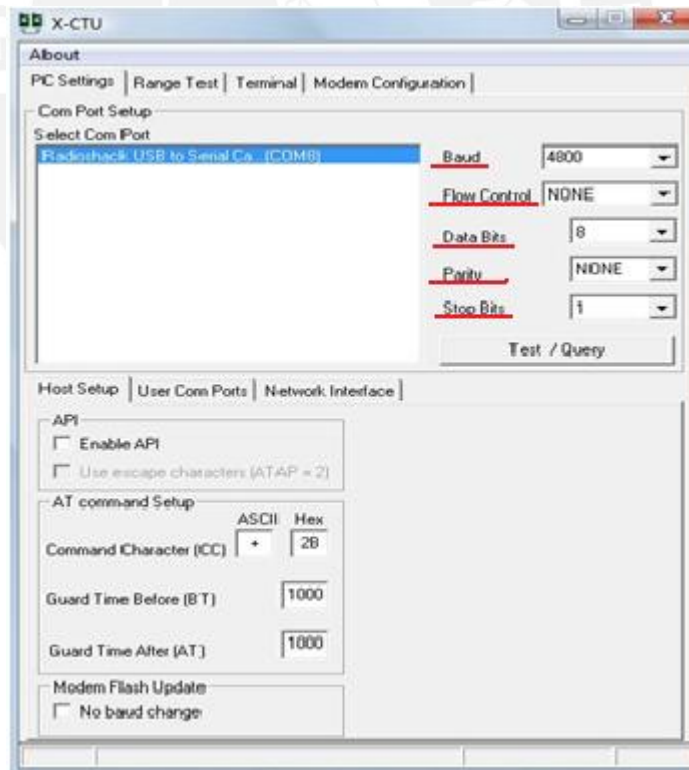 X-CTU
About
PC Settings Range Test Terminal Modem Configuration
Com Port Setup
Select Com Port
Radioshack USB to Serial Ca... (COM8)
Baud 4800
Flow Control NONE
Data Bits 8
Parity NONE
Stop Bits 1
Test / Query
Host Setup User Com Ports Network Interface
API
Enable API
Use escape characters (ATAP = 2)
AT command Setup
ASCII Hex
Command Character (CC) + 2B
Guard Time Before (BT) 1000
Guard Time After (AT) 1000
Modem Flash Update
No baud change